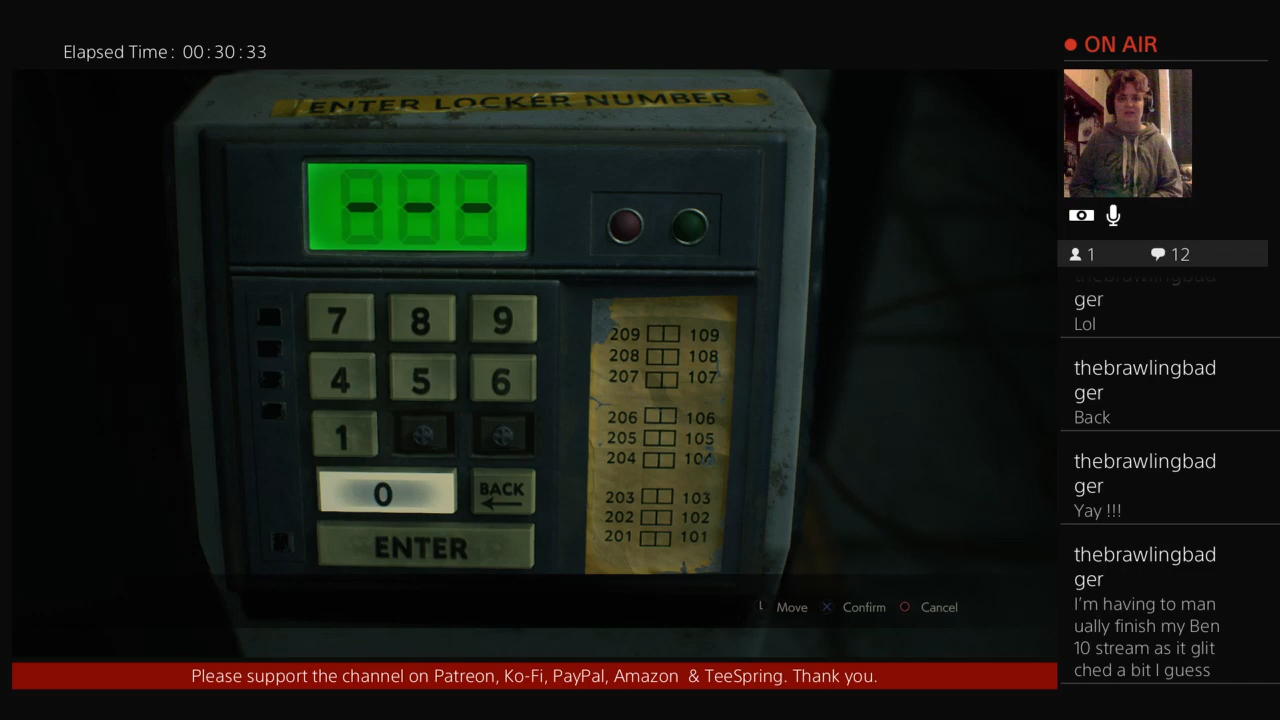 Elapsed Time: 00:30:33
ENTER LOCKER NUMBER
- - -
7 8 9
4 5 6
1
0 BACK
ENTER
209 109
208 108
207 107
206 106
205 105
204 104
203 103
202 102
201 101
L Move Confirm Cancel
Please support the channel on Patreon, Ko-Fi, PayPal, Amazon & TeeSpring. Thank you.
ON AIR
1 12
thebrawlingbad
ger
Lol
thebrawlingbad
ger
Back
thebrawlingbad
ger
Yay !!!
thebrawlingbad
ger
I'm having to man
ually finish my Ben
10 stream as it glit
ched a bit I guess